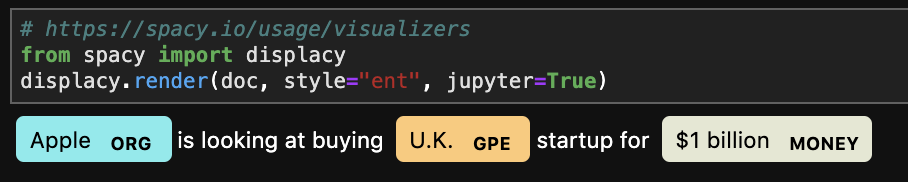 # https://spacy.io/usage/visualizers
from spacy import displacy
displacy.render(doc, style="ent", jupyter=True)
Apple ORG is looking at buying U.K. GPE startup for $1 billion MONEY